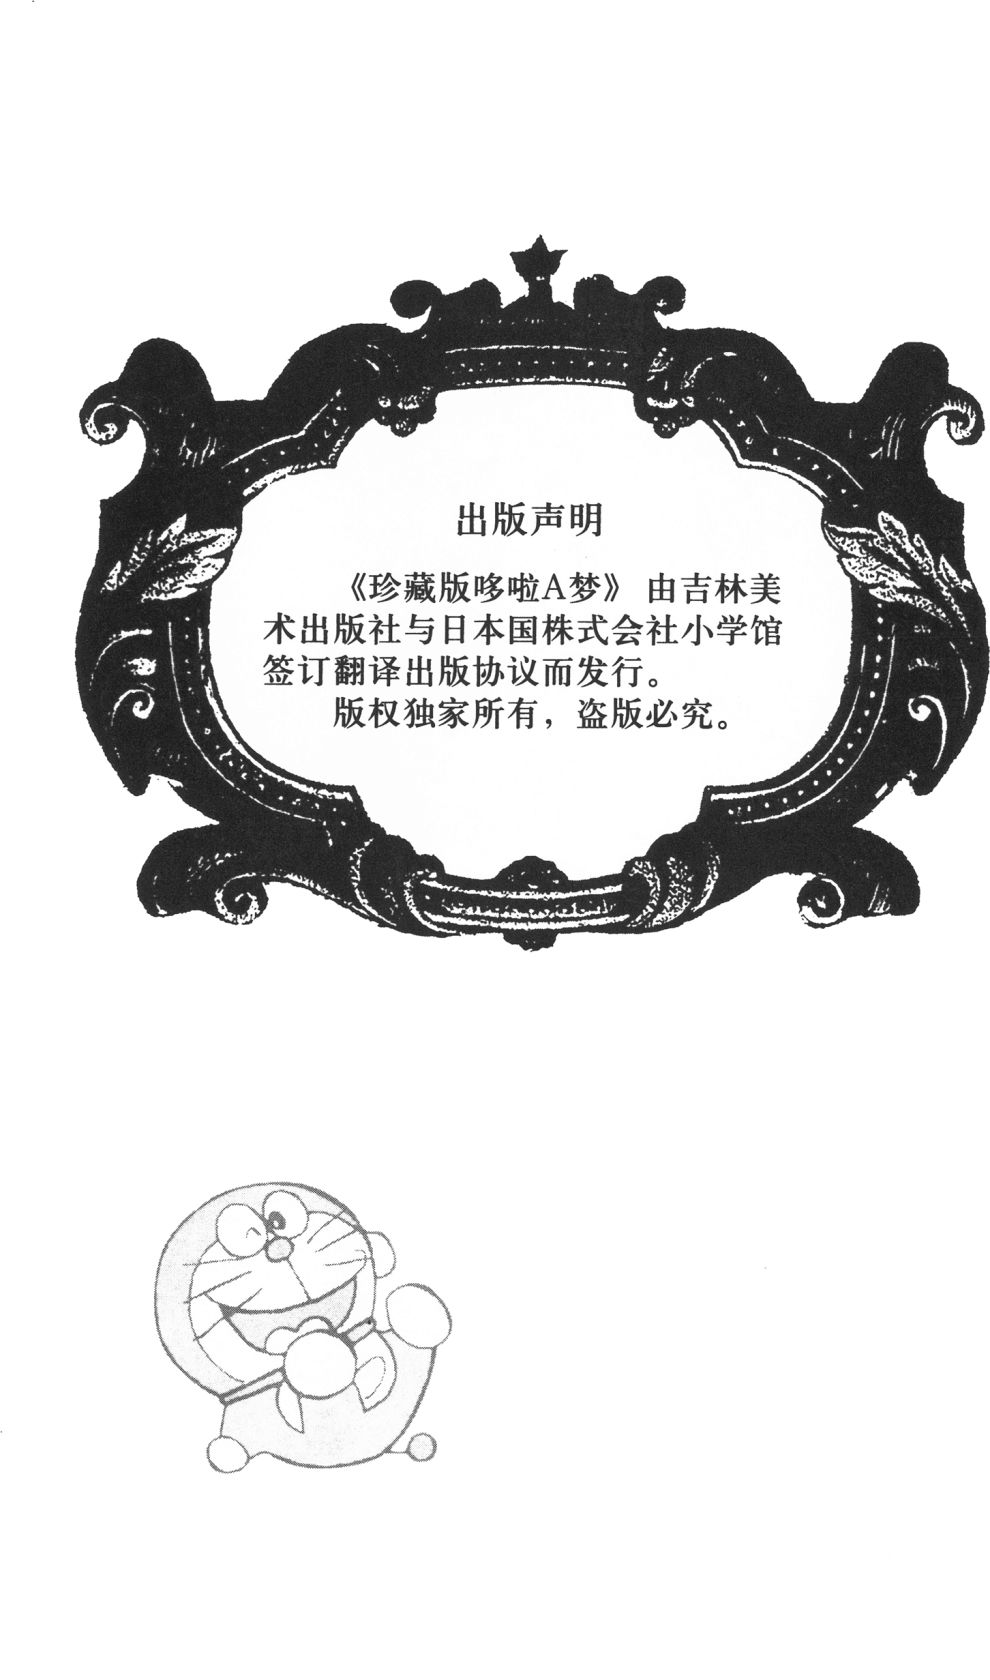 出版声明
《珍藏版哆啦A梦》 由吉林美
术出版社与日本国株式会社小学馆
签订翻译出版协议而发行。
版权独家所有，盗版必究。